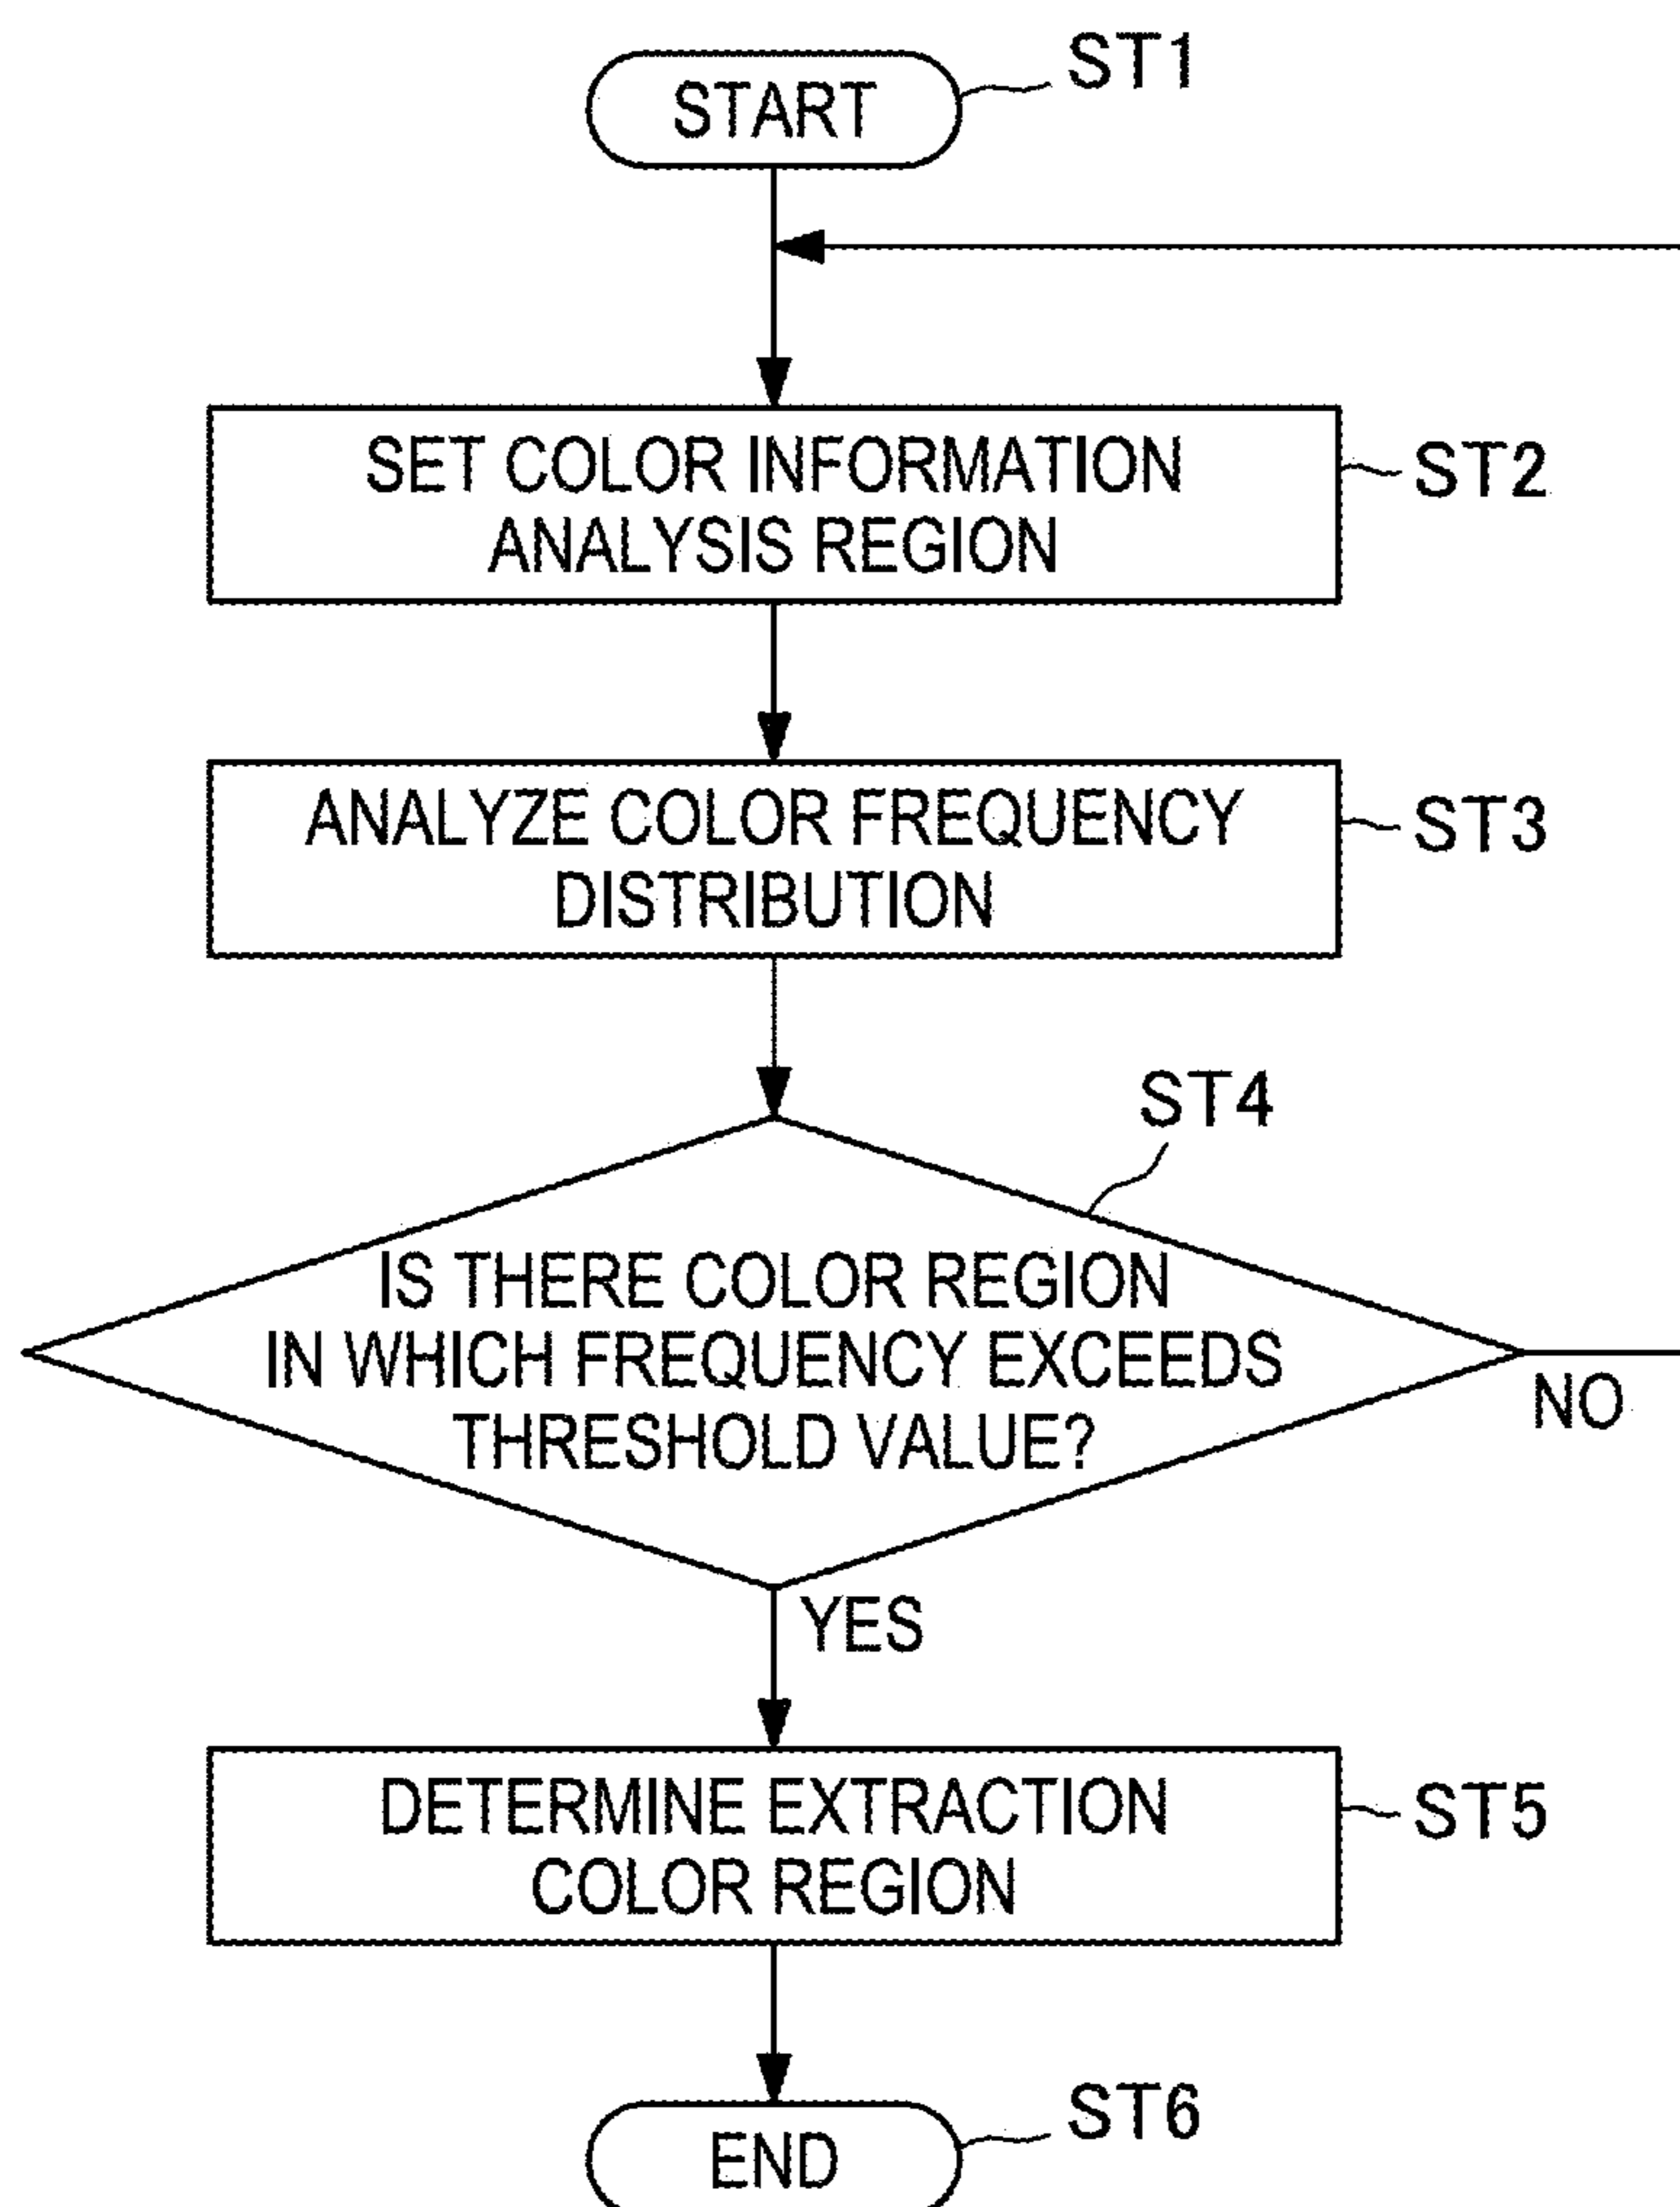 START
ST1
SET COLOR INFORMATION
ANALYSIS REGION
ST2
ANALYZE COLOR FREQUENCY
DISTRIBUTION
ST3
ST4
IS THERE COLOR REGION
IN WHICH FREQUENCY EXCEEDS
THRESHOLD VALUE?
NO
YES
DETERMINE EXTRACTION
COLOR REGION
ST5
END
ST6